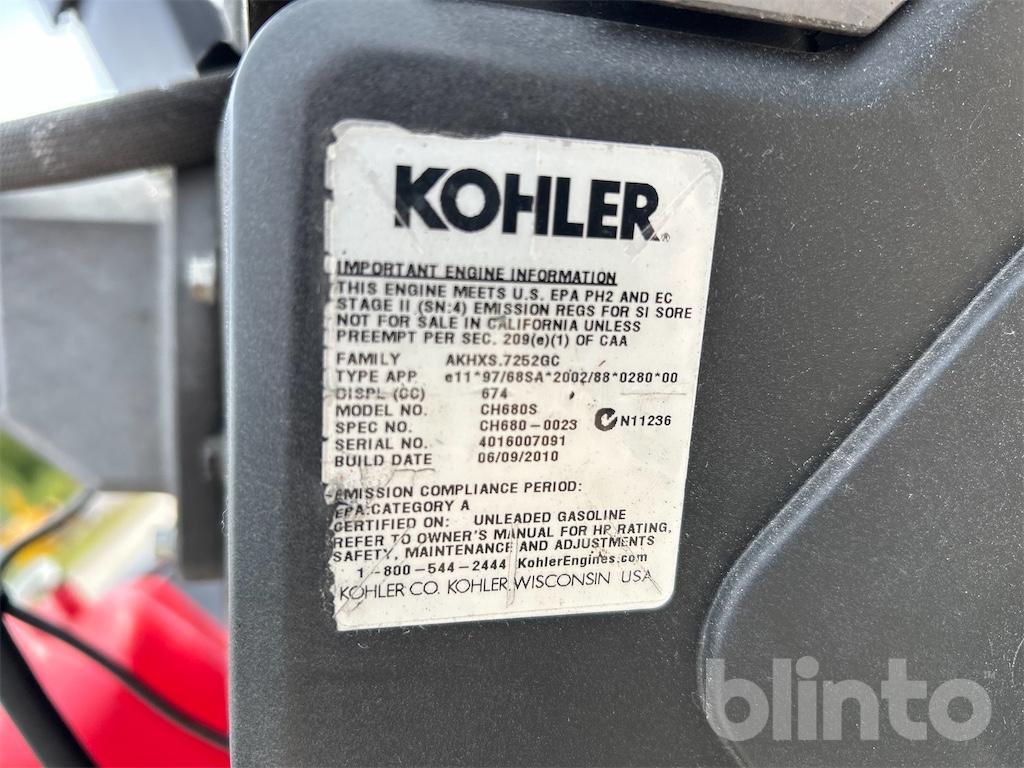 KOHLER®
IMPORTANT ENGINE INFORMATION
THIS ENGINE MEETS U.S. EPA PH2 AND EC
STAGE II (SN:4) EMISSION REGS FOR SI SORE
NOT FOR SALE IN CALIFORNIA UNLESS
PREEMPT PER SEC. 209(e)(1) OF CAA
FAMILY AKHXS.7252GC
TYPE APP e11*97/68SA*2002/88*0280*00
DISPL (CC) 674
MODEL NO. CH680S
SPEC NO. CH680-0023 N11236
SERIAL NO. 4016007091
BUILD DATE 06/09/2010
EMISSION COMPLIANCE PERIOD:
EPA:CATEGORY A
CERTIFIED ON: UNLEADED GASOLINE
REFER TO OWNER'S MANUAL FOR HP RATING,
SAFETY, MAINTENANCE AND ADJUSTMENTS
1-800-544-2444 KohlerEngines.com
KOHLER CO. KOHLER, WISCONSIN USA
blinto™